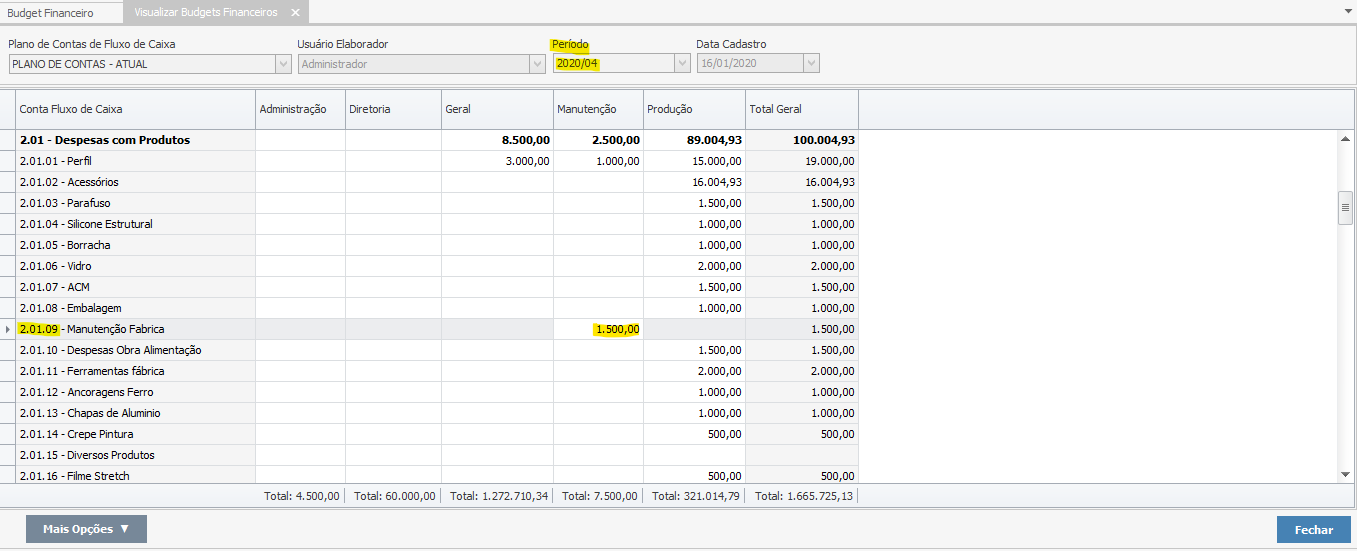 Budget Financeiro Visualizar Budgets Financeiros
Plano de Contas de Fluxo de Caixa Usuário Elaborador Período Data Cadastro
PLANO DE CONTAS - ATUAL Administrador 2020/04 16/01/2020
Conta Fluxo de Caixa Administração Diretoria Geral Manutenção Produção Total Geral
2.01 - Despesas com Produtos 8.500,00 2.500,00 89.004,93 100.004,93
2.01.01 - Perfil 3.000,00 1.000,00 15.000,00 19.000,00
2.01.02 - Acessórios 16.004,93 16.004,93
2.01.03 - Parafuso 1.500,00 1.500,00
2.01.04 - Silicone Estrutural 1.000,00 1.000,00
2.01.05 - Borracha 1.000,00 1.000,00
2.01.06 - Vidro 2.000,00 2.000,00
2.01.07 - ACM 1.500,00 1.500,00
2.01.08 - Embalagem 1.000,00 1.000,00
2.01.09 - Manutenção Fabrica 1.500,00 1.500,00
2.01.10 - Despesas Obra Alimentação 1.500,00 1.500,00
2.01.11 - Ferramentas fábrica 2.000,00 2.000,00
2.01.12 - Ancoragens Ferro 1.000,00 1.000,00
2.01.13 - Chapas de Aluminio 1.000,00 1.000,00
2.01.14 - Crepe Pintura 500,00 500,00
2.01.15 - Diversos Produtos
2.01.16 - Filme Stretch 500,00 500,00
Total: 4.500,00 Total: 60.000,00 Total: 1.272.710,34 Total: 7.500,00 Total: 321.014,79 Total: 1.665.725,13
Mais Opções Fechar